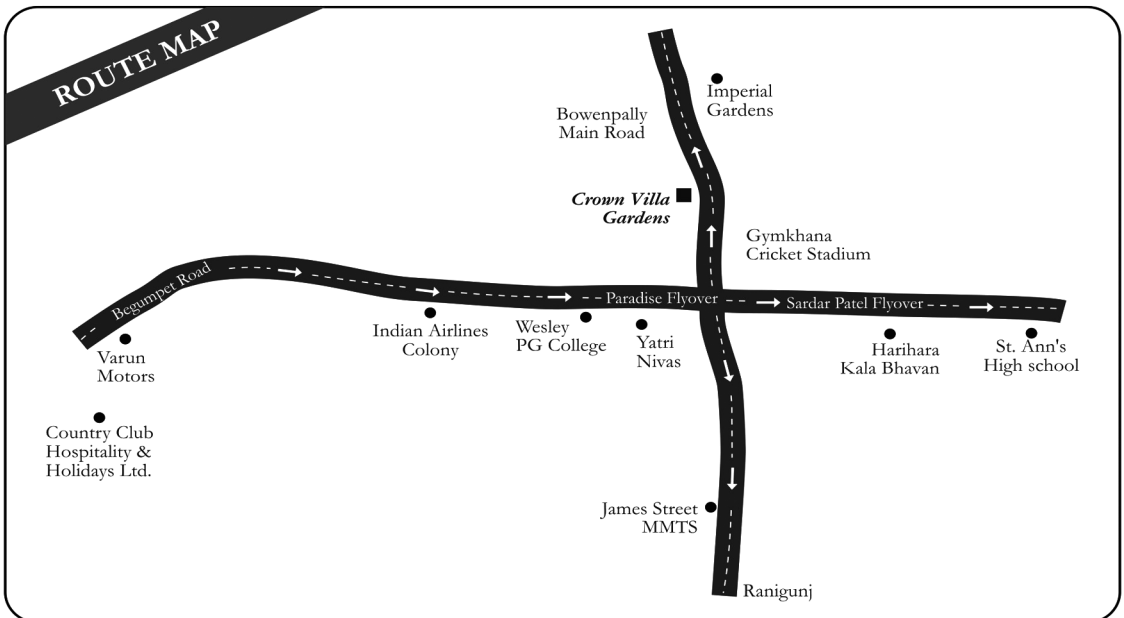 ROUTE MAP
Imperial
Gardens
Bowenpally
Main Road
Crown Villa
Gardens
Gymkhana
Cricket Stadium
Begumpet Road
Paradise Flyover
Sardar Patel Flyover
Indian Airlines
Colony
Wesley
PG College
Yatri
Nivas
Harihara
Kala Bhavan
St. Ann's
High school
Varun
Motors
Country Club
Hospitality &
Holidays Ltd.
James Street
MMTS
Ranigunj